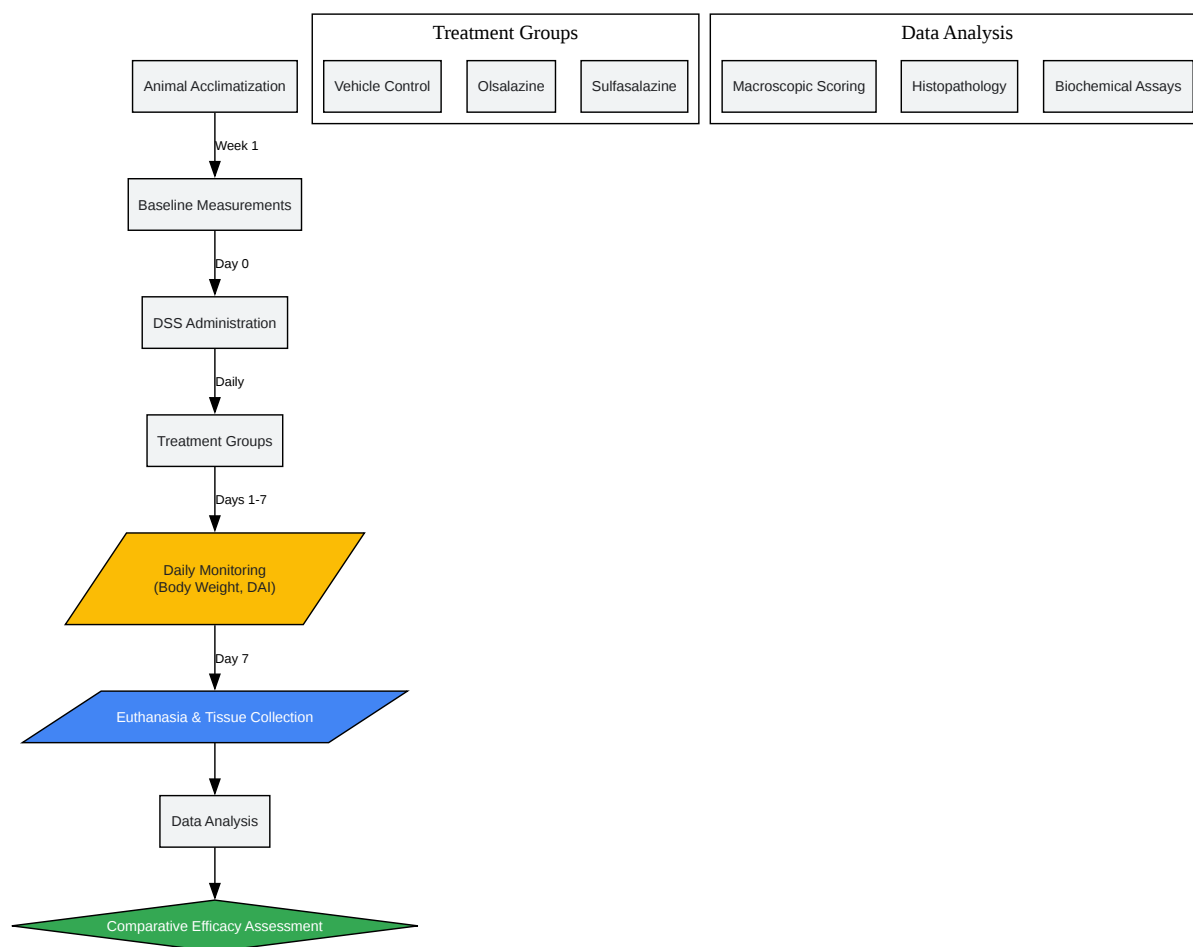 Treatment Groups
Data Analysis
Animal Acclimatization
Vehicle Control
Olsalazine
Sulfasalazine
Macroscopic Scoring
Histopathology
Biochemical Assays
Week 1
Baseline Measurements
Day 0
DSS Administration
Daily
Treatment Groups
Days 1-7
Daily Monitoring
(Body Weight, DAI)
Day 7
Euthanasia & Tissue Collection
Data Analysis
Comparative Efficacy Assessment